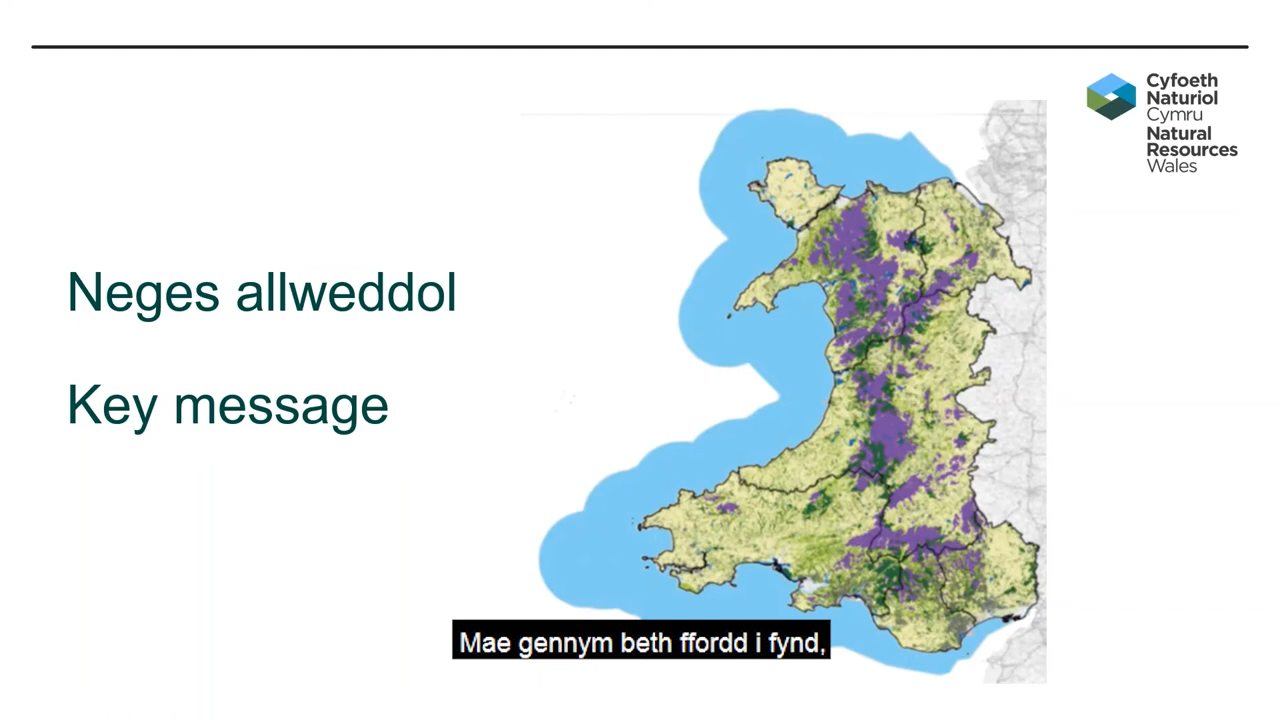 Cyfoeth
Naturiol
Cymru
Natural
Resources
Wales
Neges allweddol
Key message
Mae gennym beth ffordd i fynd,